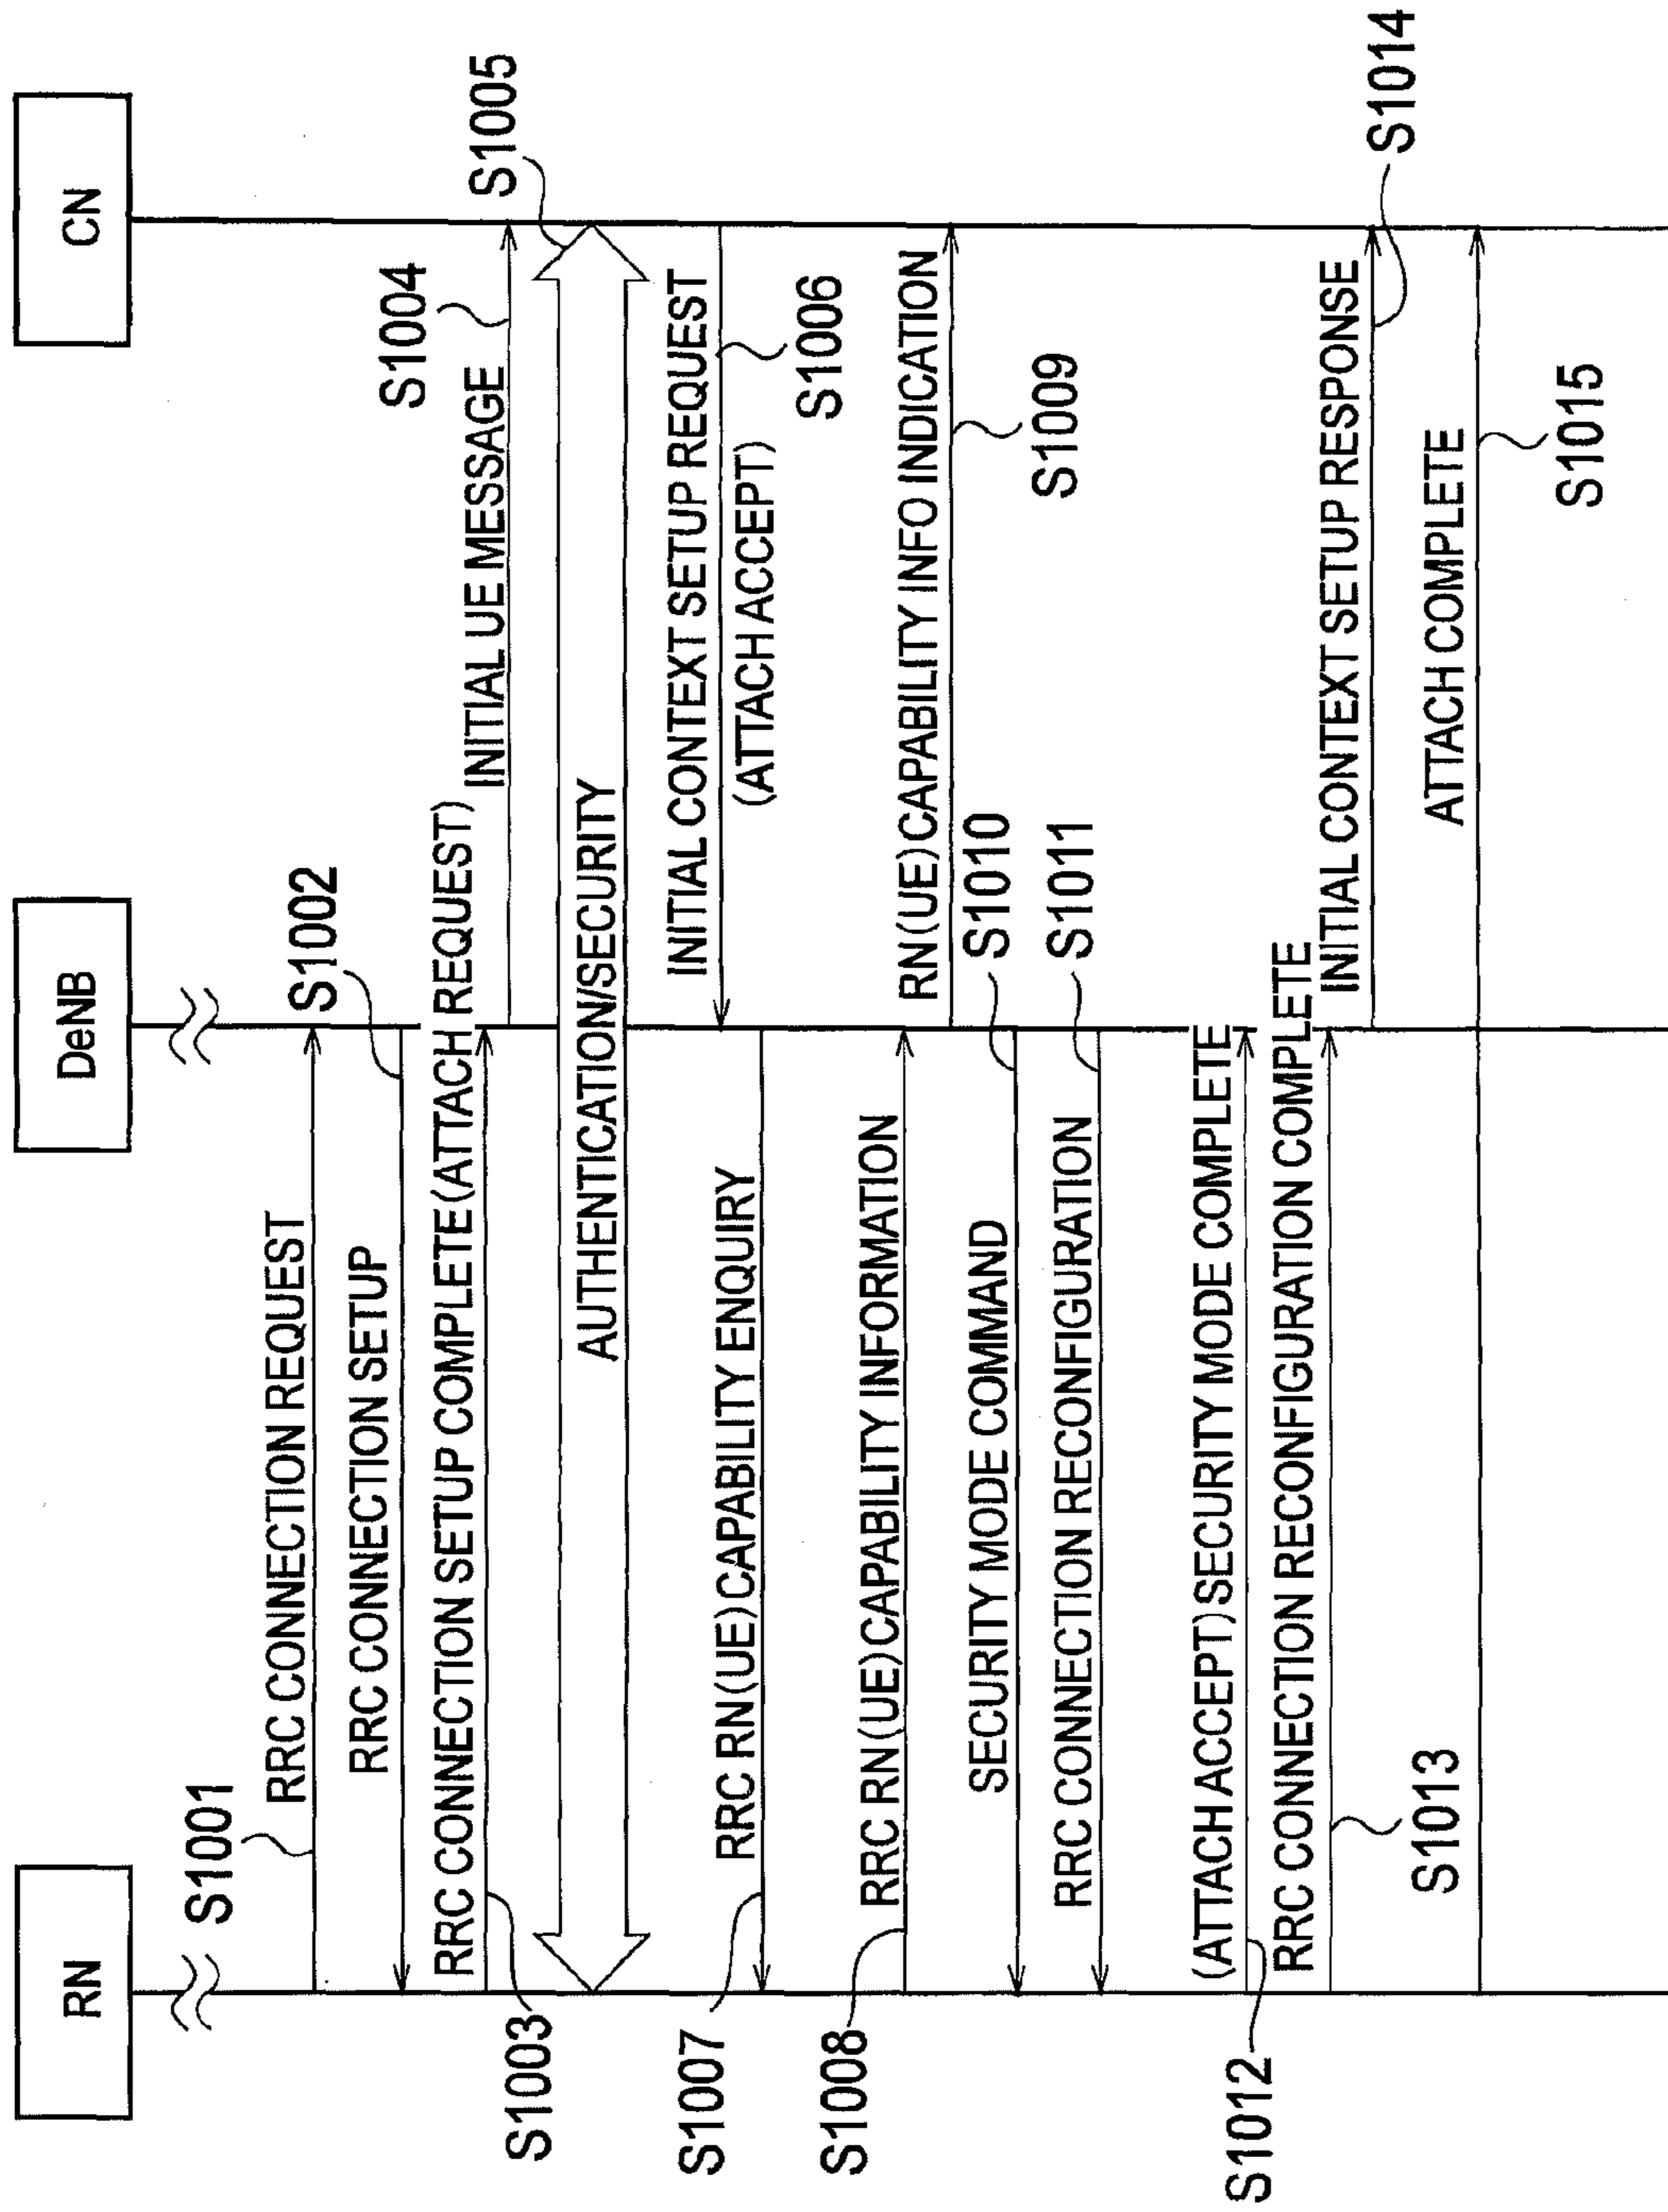 RN
DeNB
CN
S1001
RRC CONNECTION REQUEST
S1002
RRC CONNECTION SETUP
RRC CONNECTION SETUP COMPLETE (ATTACH REQUEST)
S1003
S1004
INITIAL UE MESSAGE
S1005
AUTHENTICATION/SECURITY
INITIAL CONTEXT SETUP REQUEST
(ATTACH ACCEPT)
S1006
RRC RN(UE) CAPABILITY ENQUIRY
S1007
RRC RN(UE) CAPABILITY INFORMATION
S1008
RN(UE) CAPABILITY INFO INDICATION
S1009
SECURITY MODE COMMAND
S1010
RRC CONNECTION RECONFIGURATION
S1011
(ATTACH ACCEPT) SECURITY MODE COMPLETE
S1012
RRC CONNECTION RECONFIGURATION COMPLETE
S1013
INITIAL CONTEXT SETUP RESPONSE
S1014
ATTACH COMPLETE
S1015